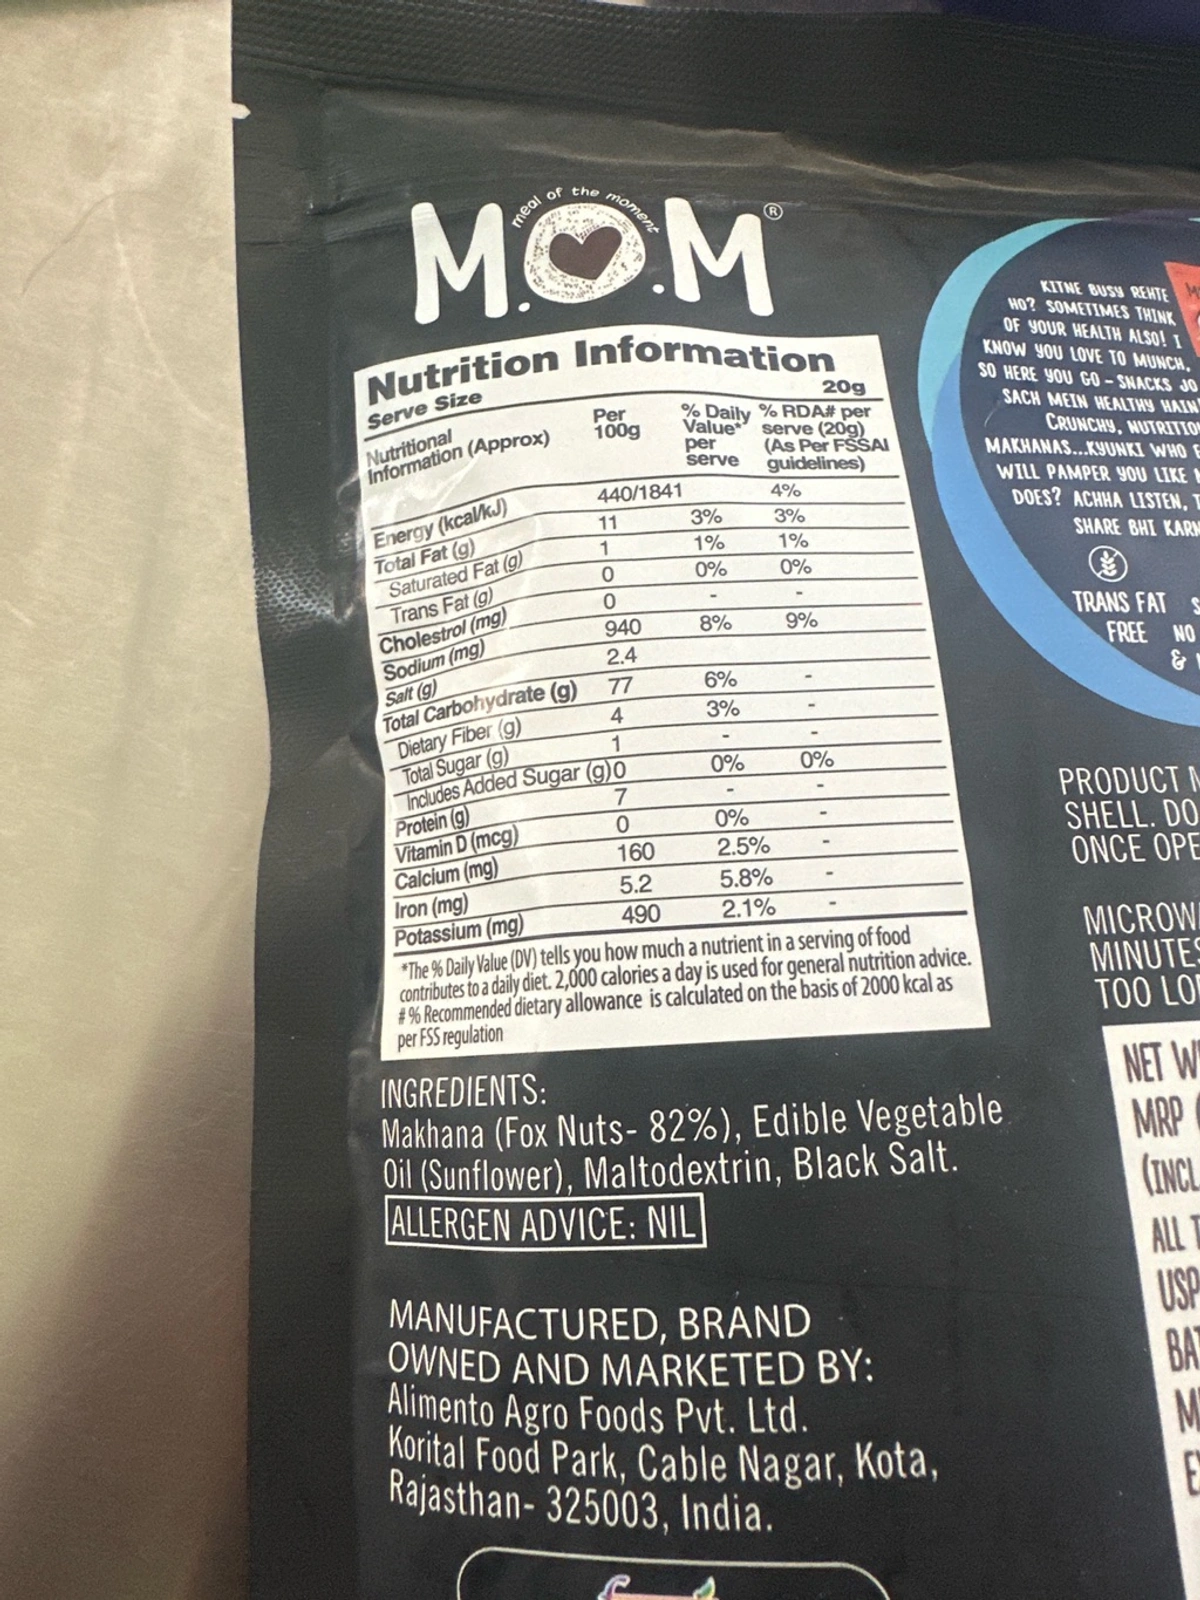 meal of the moment
M.O.M®
Nutrition Information
Serve Size 20g
Nutritional Information (Approx) Per 100g % Daily Value* per serve % RDA# per serve (20g) (As Per FSSAI guidelines)
Energy (kcal/kJ) 440/1841 4%
Total Fat (g) 11 3% 3%
Saturated Fat (g) 1 1% 1%
Trans Fat (g) 0 0% 0%
Cholestrol (mg) 0 - -
Sodium (mg) 940 8% 9%
Salt (g) 2.4
Total Carbohydrate (g) 77 6% -
Dietary Fiber (g) 4 3% -
Total Sugar (g) 1 - -
Includes Added Sugar (g) 0 0% 0%
Protein (g) 7 - -
Vitamin D (mcg) 0 0% -
Calcium (mg) 160 2.5% -
Iron (mg) 5.2 5.8% -
Potassium (mg) 490 2.1% -
*The % Daily Value (DV) tells you how much a nutrient in a serving of food
contributes to a daily diet. 2,000 calories a day is used for general nutrition advice.
# % Recommended dietary allowance is calculated on the basis of 2000 kcal as
per FSS regulation
INGREDIENTS:
Makhana (Fox Nuts- 82%), Edible Vegetable
Oil (Sunflower), Maltodextrin, Black Salt.
ALLERGEN ADVICE: NIL
MANUFACTURED, BRAND
OWNED AND MARKETED BY:
Alimento Agro Foods Pvt. Ltd.
Korital Food Park, Cable Nagar, Kota,
Rajasthan- 325003, India.
KITNE BUSY REHTE
HO? SOMETIMES THINK
OF YOUR HEALTH ALSO! I
KNOW YOU LOVE TO MUNCH,
SO HERE YOU GO - SNACKS JO
SACH MEIN HEALTHY HAIN
CRUNCHY,
MAKHANAS...KYUNKI WHO
WILL PAMPER YOU LIKE
DOES? ACHHA LISTEN,
SHARE BHI
TRANS FAT
FREE NO
&
PRODUCT
SHELL. DO
ONCE
TOO
NET
MRP
ALL
USP